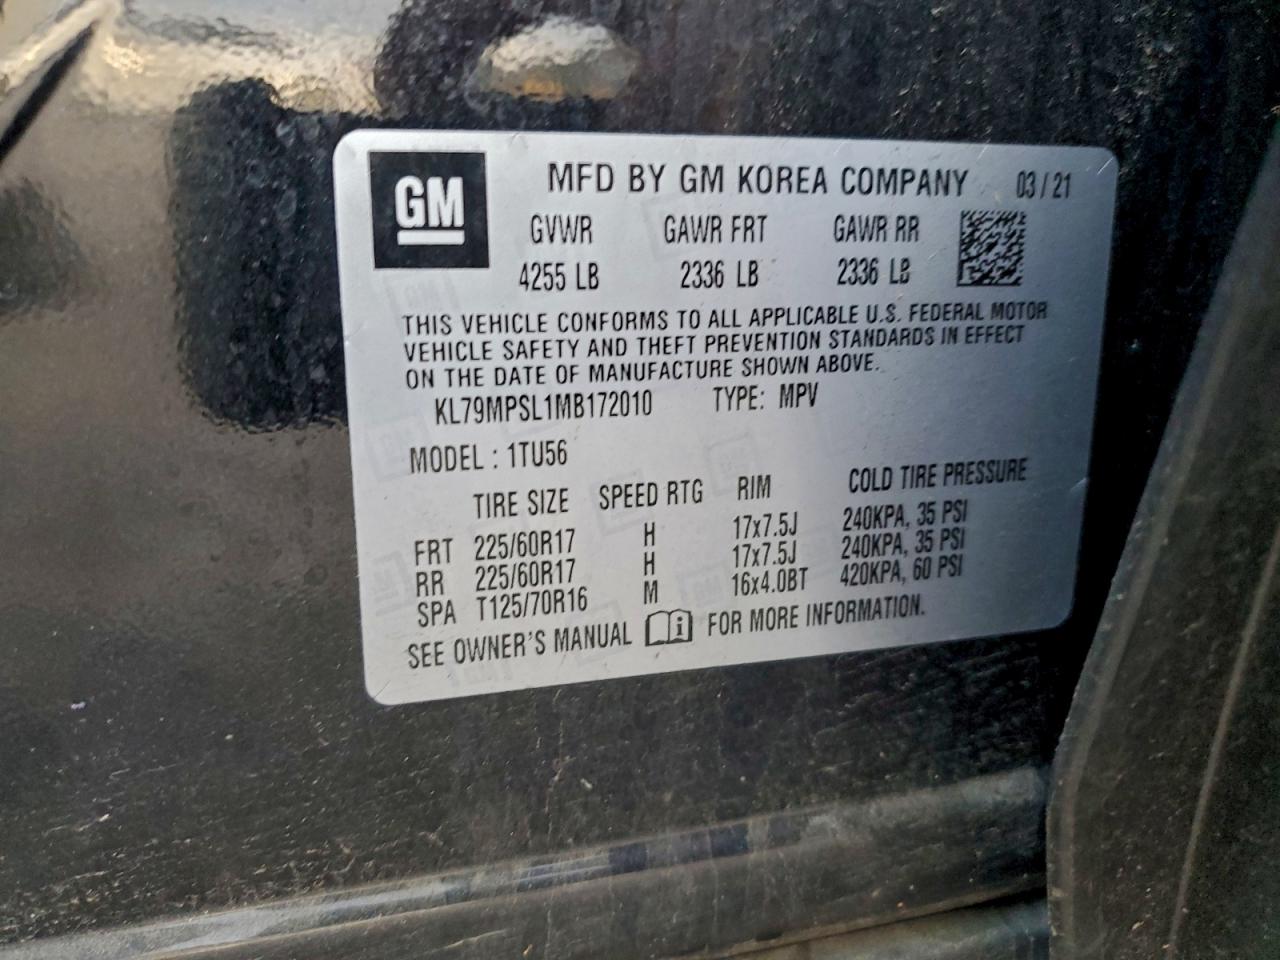 GM
MFD BY GM KOREA COMPANY 03/21
GVWR GAWR FRT GAWR RR
4255 LB 2336 LB 2336 LB
THIS VEHICLE CONFORMS TO ALL APPLICABLE U.S. FEDERAL MOTOR
VEHICLE SAFETY AND THEFT PREVENTION STANDARDS IN EFFECT
ON THE DATE OF MANUFACTURE SHOWN ABOVE.
KL79MPSL1MB172010 TYPE: MPV
MODEL : 1TU56
TIRE SIZE SPEED RTG RIM COLD TIRE PRESSURE
FRT 225/60R17 H 17x7.5J 240KPA, 35 PSI
RR 225/60R17 H 17x7.5J 240KPA, 35 PSI
SPA T125/70R16 M 16x4.0BT 420KPA, 60 PSI
SEE OWNER'S MANUAL FOR MORE INFORMATION.